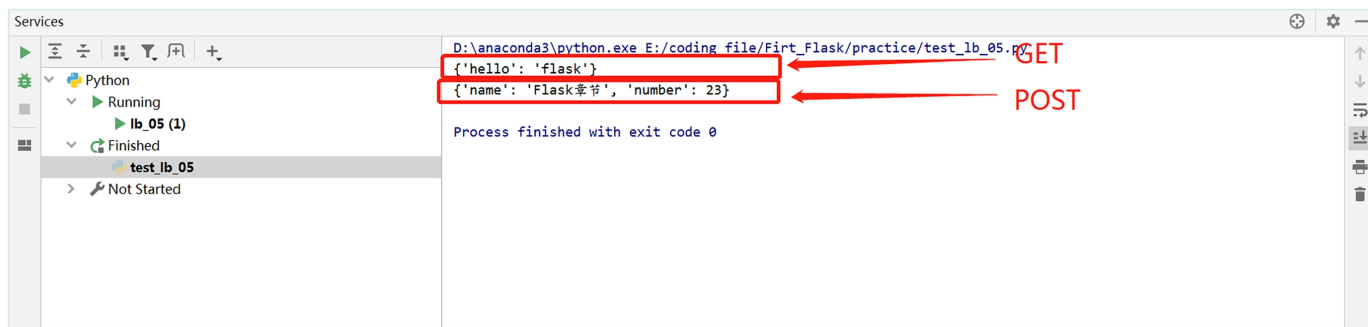 Services
D:\anaconda3\python.exe E:/coding file/Firt_Flask/practice/test_lb_05.py
GET
{'hello': 'flask'}
{'name': 'Flask章节', 'number': 23}
POST
Process finished with exit code 0
Python
Running
lb_05 (1)
Finished
test_lb_05
Not Started